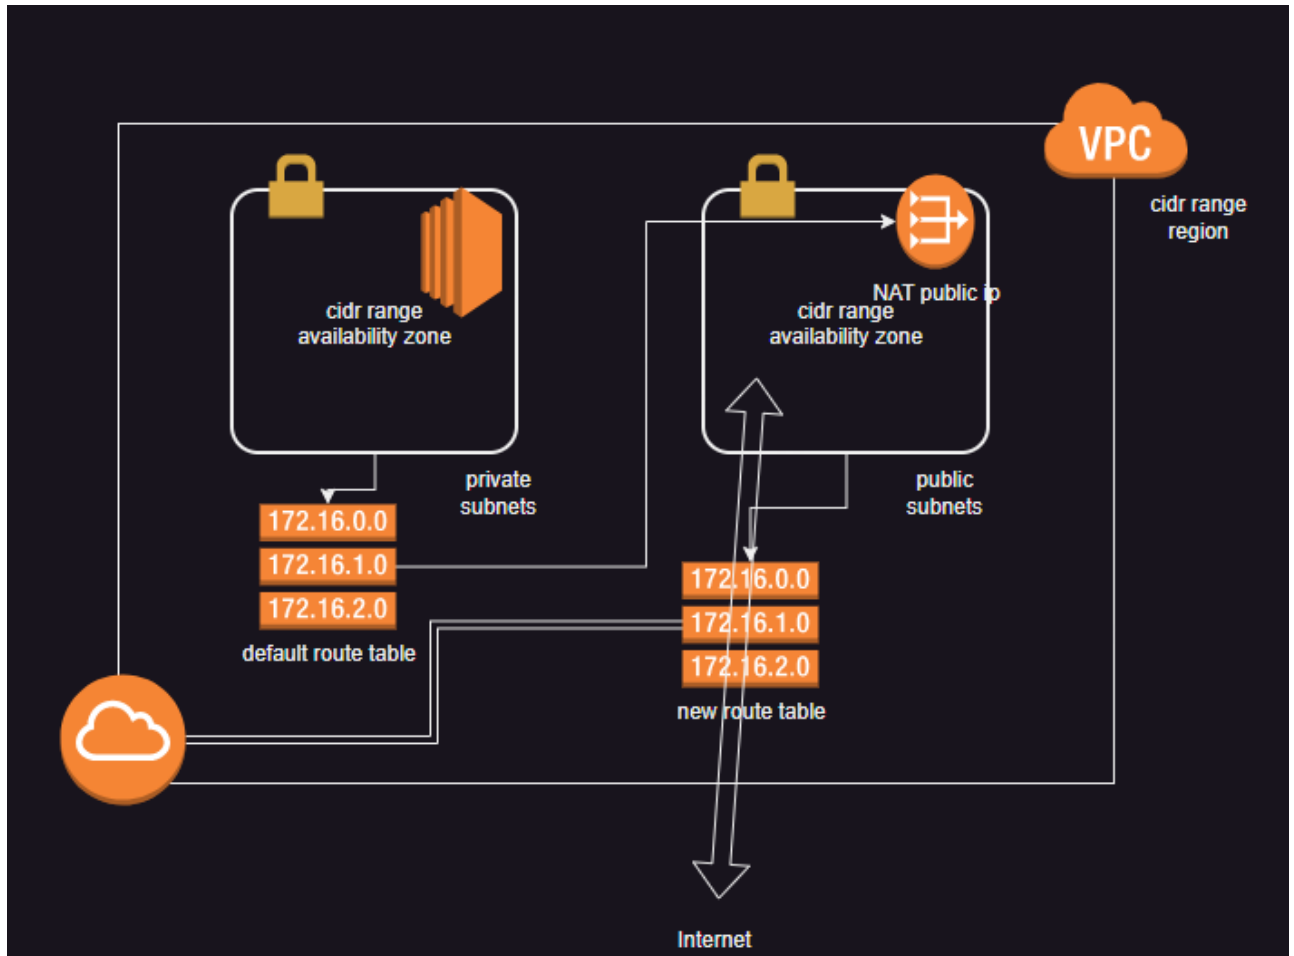 VPC
cidr range
region
NAT public ip
cidr range
availability zone
cidr range
availability zone
private
subnets
public
subnets
172.16.0.0
172.16.1.0
172.16.2.0
default route table
172.16.0.0
172.16.1.0
172.16.2.0
new route table
Internet